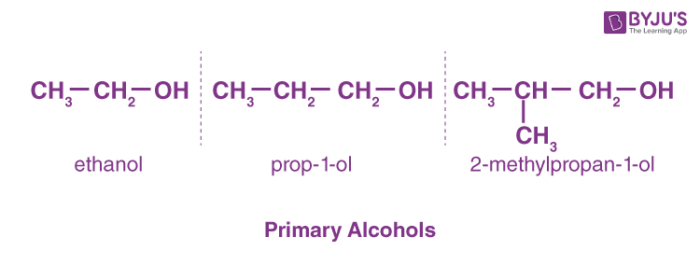 BYJU'S
The Learning App
CH₃—CH₂—OH
CH₃—CH₂—CH₂—OH
CH₃—CH—CH₂—OH
CH₃
ethanol
prop-1-ol
2-methylpropan-1-ol
Primary Alcohols